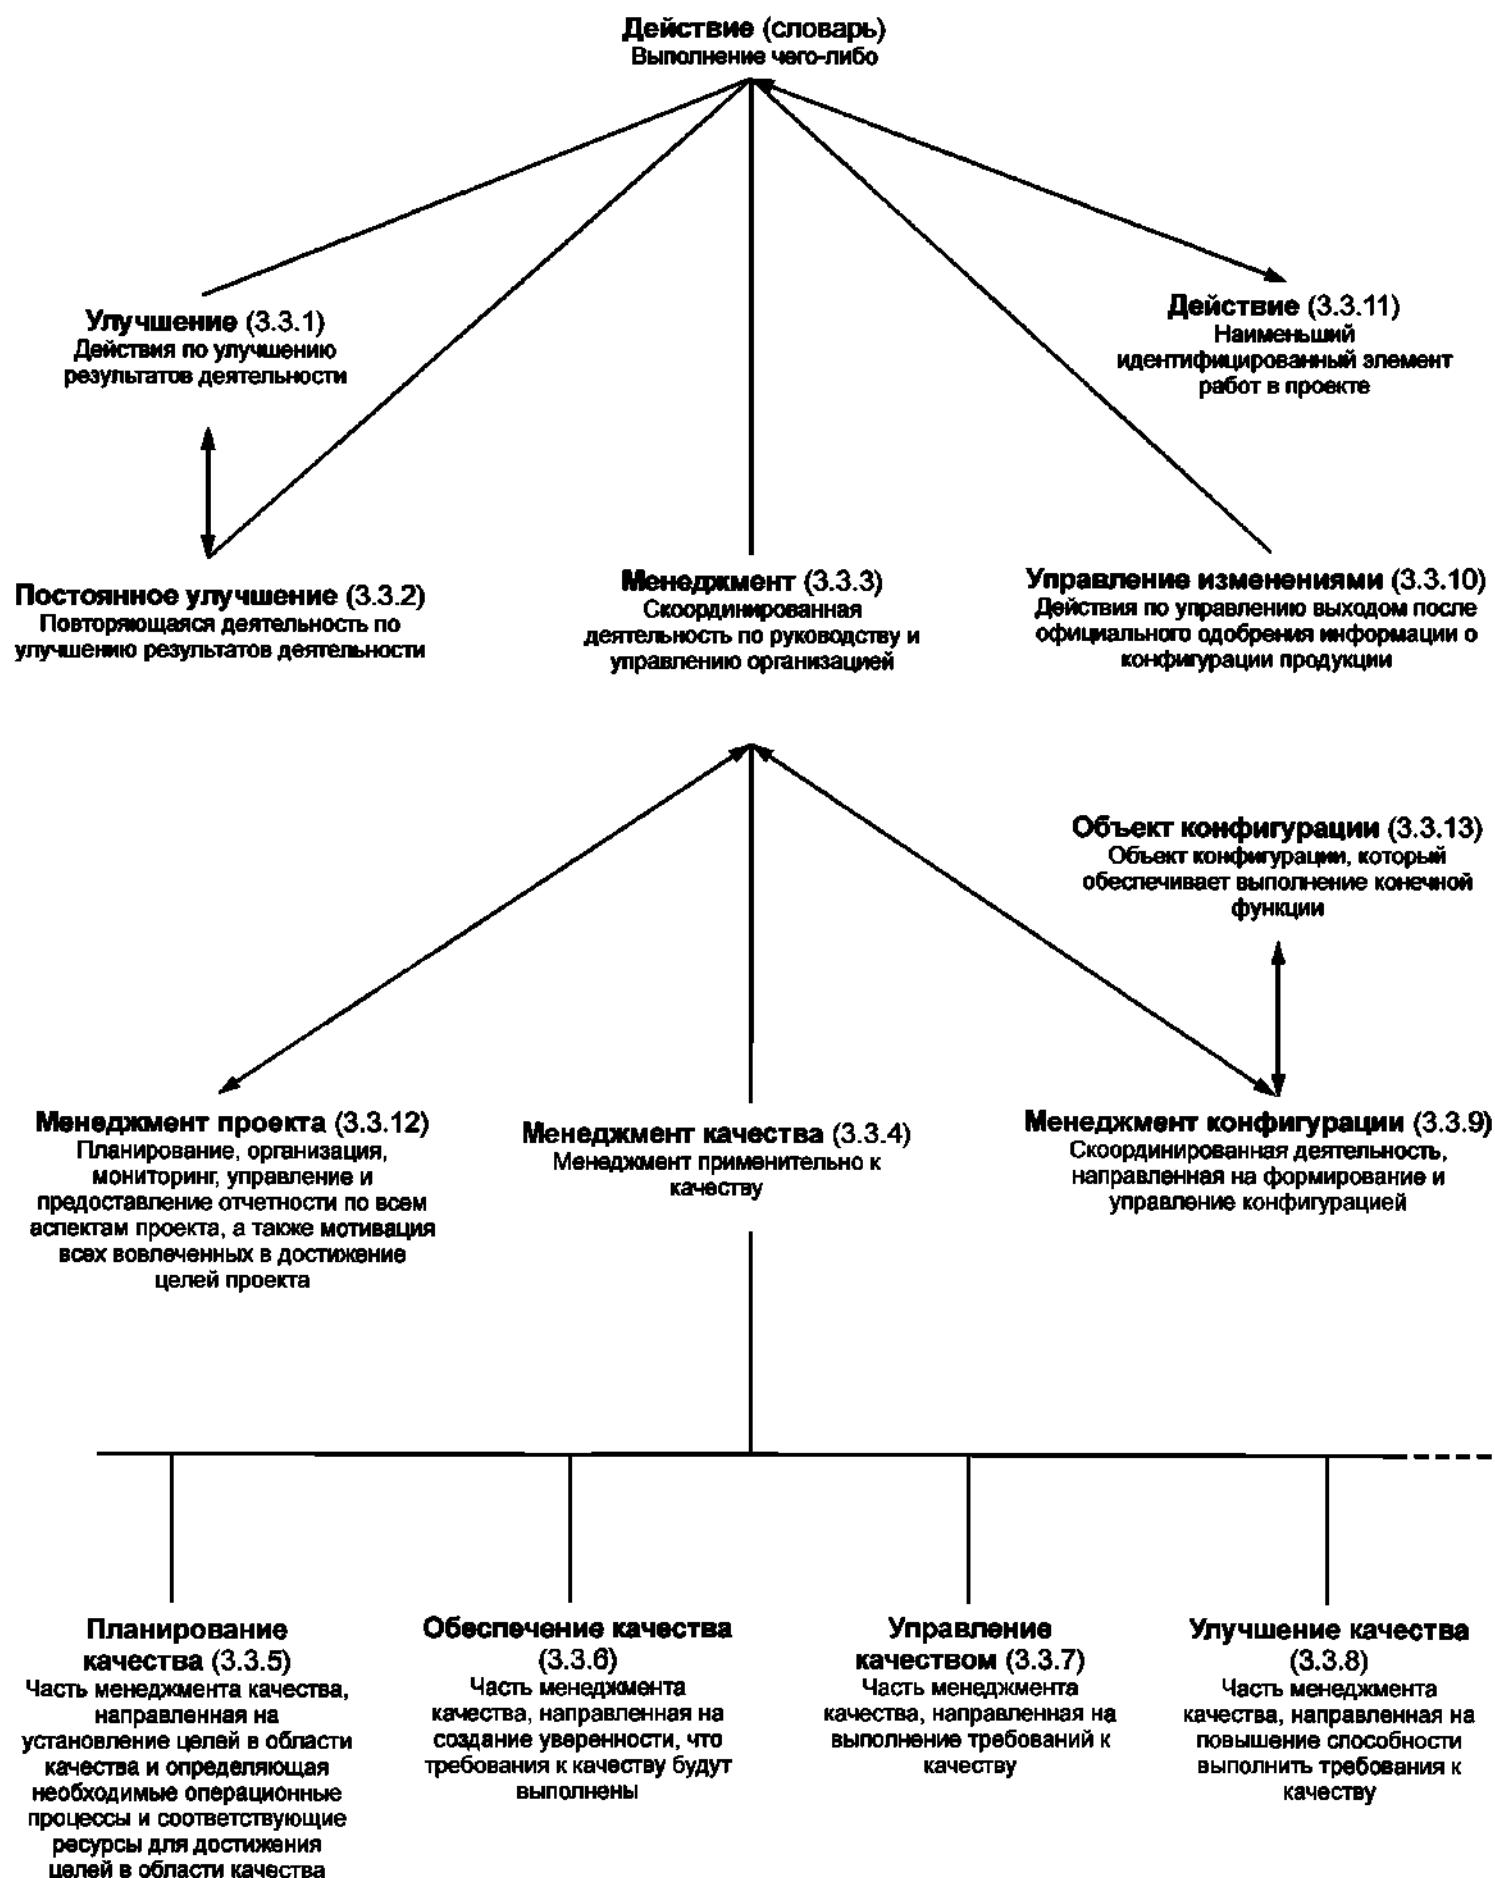 Действие (словарь)
Выполнение чего-либо
Улучшение (3.3.1)
Действия по улучшению
результатов деятельности
Действие (3.3.11)
Наименьший
идентифицированный элемент
работ в проекте
Постоянное улучшение (3.3.2)
Повторяющаяся деятельность по
улучшению результатов деятельности
Менеджмент (3.3.3)
Скоординированная
деятельность по руководству и
управлению организацией
Управление изменениями (3.3.10)
Действия по управлению выходом после
официального одобрения информации о
конфигурации продукции
Объект конфигурации (3.3.13)
Объект конфигурации, который
обеспечивает выполнение конечной
функции
Менеджмент проекта (3.3.12)
Планирование, организация,
мониторинг, управление и
предоставление отчетности по всем
аспектам проекта, а также мотивация
всех вовлеченных в достижение
целей проекта
Менеджмент качества (3.3.4)
Менеджмент применительно к
качеству
Менеджмент конфигурации (3.3.9)
Скоординированная деятельность,
направленная на формирование и
управление конфигурацией
Планирование
качества (3.3.5)
Часть менеджмента качества,
направленная на
установление целей в области
качества и определяющая
необходимые операционные
процессы и соответствующие
ресурсы для достижения
целей в области качества
Обеспечение качества
(3.3.6)
Часть менеджмента
качества, направленная на
создание уверенности, что
требования к качеству будут
выполнены
Управление
качеством (3.3.7)
Часть менеджмента
качества, направленная на
выполнение требований к
качеству
Улучшение качества
(3.3.8)
Часть менеджмента
качества, направленная на
повышение способности
выполнить требования к
качеству